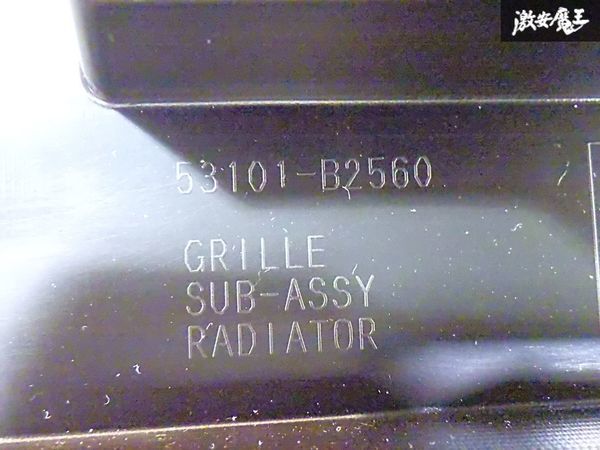 激安魔王
53101-B2560
GRILLE
SUB-ASSY
RADIATOR